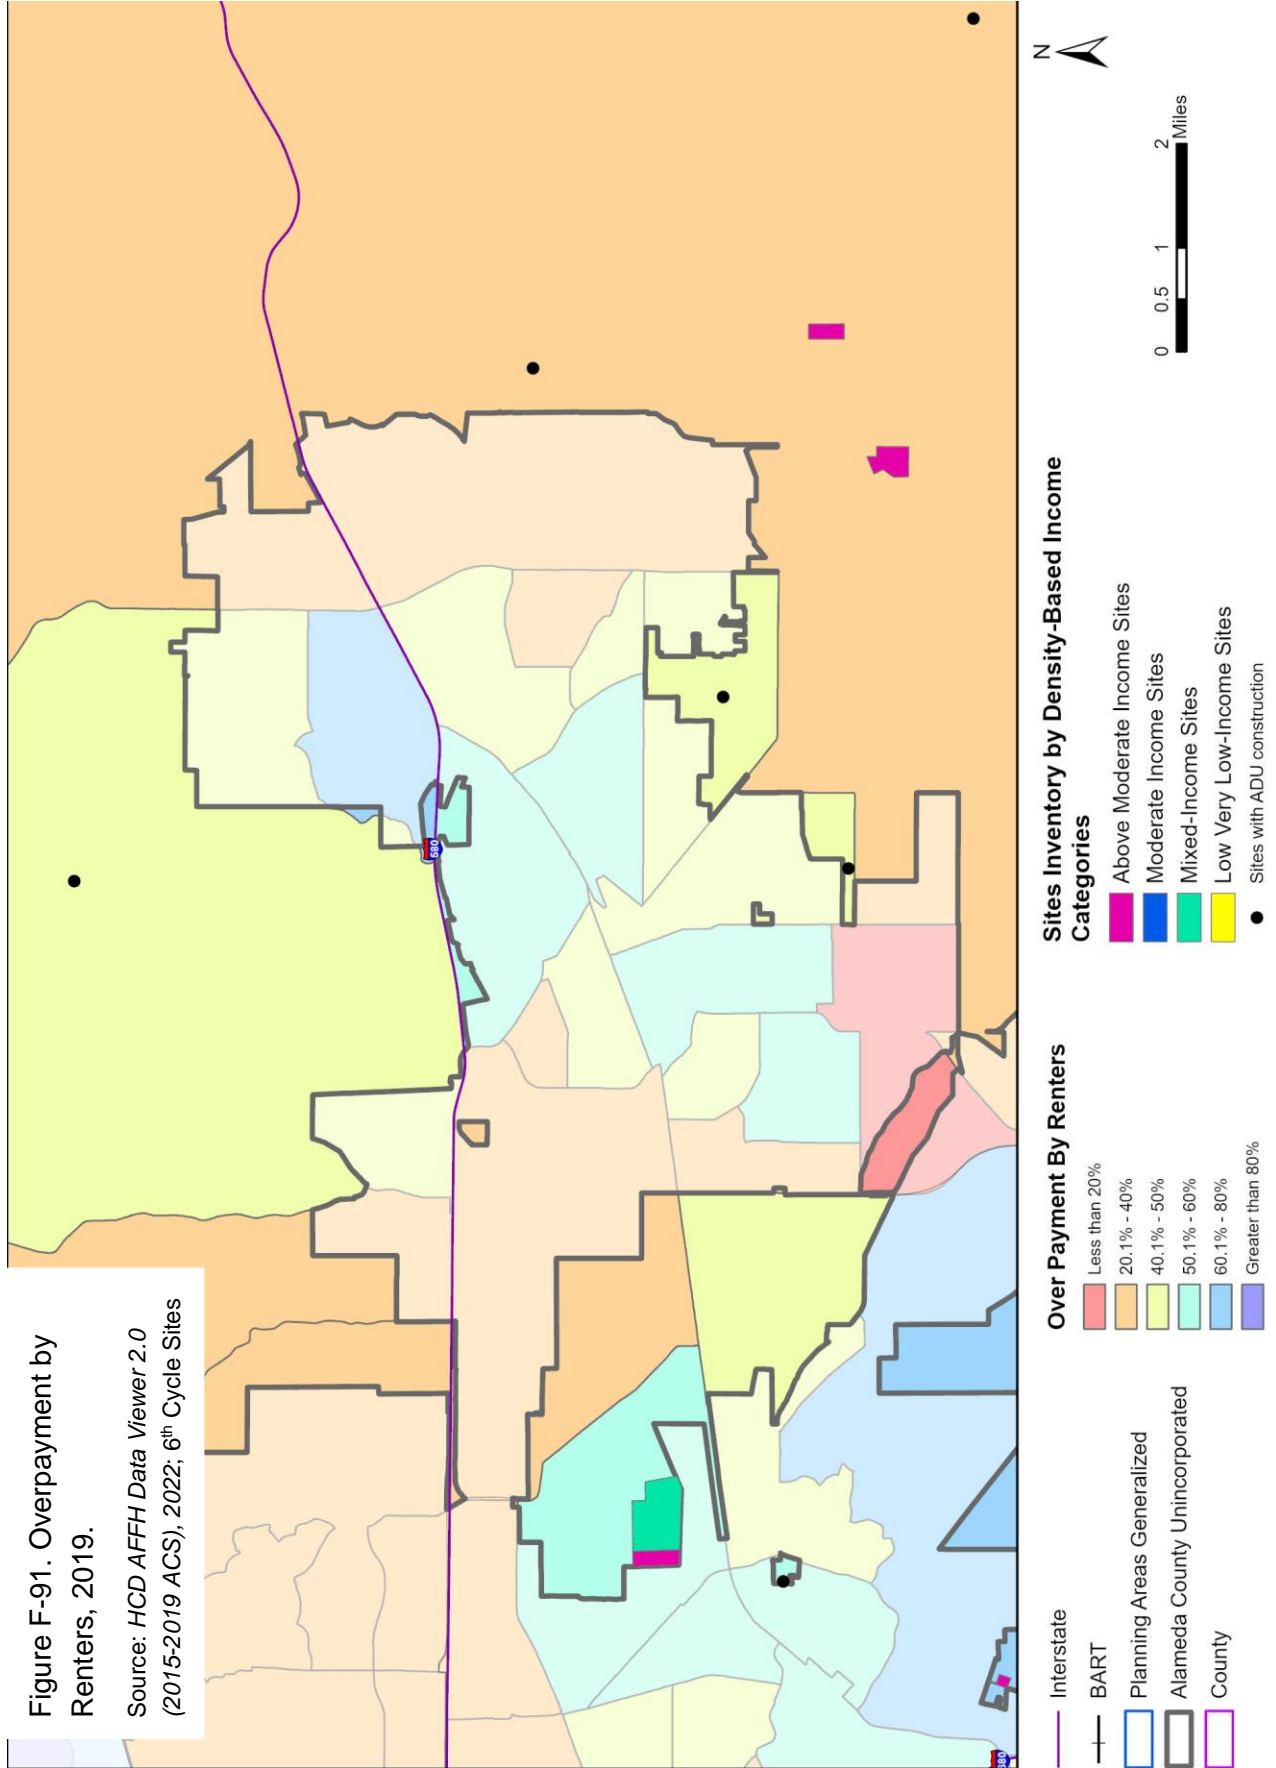 Figure F-91. Overpayment by
Renters, 2019.
Source: HCD AFFH Data Viewer 2.0
(2015-2019 ACS), 2022; 6th Cycle Sites
680
680
Interstate
BART
Planning Areas Generalized
Alameda County Unincorporated
County
Over Payment By Renters
Less than 20%
20.1% - 40%
40.1% - 50%
50.1% - 60%
60.1% - 80%
Greater than 80%
Sites Inventory by Density-Based Income
Categories
Above Moderate Income Sites
Moderate Income Sites
Mixed-Income Sites
Low Very Low-Income Sites
Sites with ADU construction
N
0 0.5 1 2
Miles